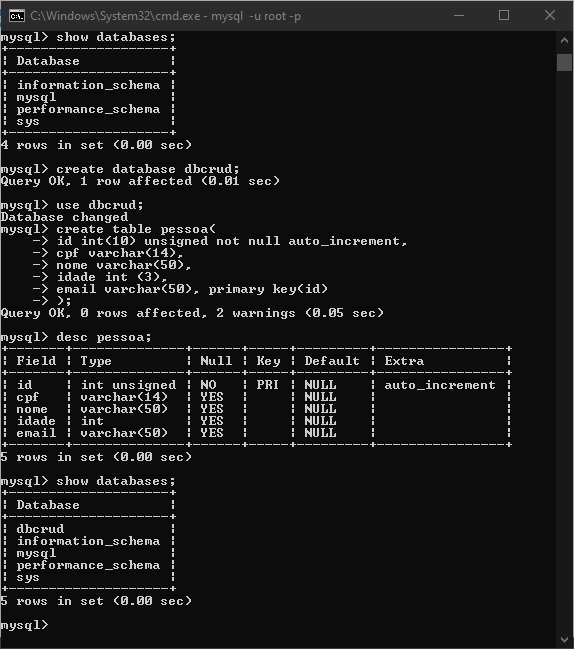 C:\Windows\System32\cmd.exe - mysql  -u root -p
mysql> show databases;
+--------------------+
| Database           |
+--------------------+
| information_schema |
| mysql              |
| performance_schema |
| sys                |
+--------------------+
4 rows in set (0.00 sec)
mysql> create database dbcrud;
Query OK, 1 row affected (0.01 sec)
mysql> use dbcrud;
Database changed
mysql> create table pessoa(
    -> id int(10) unsigned not null auto_increment,
    -> cpf varchar(14),
    -> nome varchar(50),
    -> idade int (3),
    -> email varchar(50), primary key(id)
    -> );
Query OK, 0 rows affected, 2 warnings (0.05 sec)
mysql> desc pessoa;
+-------+--------------+------+-----+---------+----------------+
| Field | Type         | Null | Key | Default | Extra          |
+-------+--------------+------+-----+---------+----------------+
| id    | int unsigned | NO   | PRI | NULL    | auto_increment |
| cpf   | varchar(14)  | YES  |     | NULL    |                |
| nome  | varchar(50)  | YES  |     | NULL    |                |
| idade | int          | YES  |     | NULL    |                |
| email | varchar(50)  | YES  |     | NULL    |                |
+-------+--------------+------+-----+---------+----------------+
5 rows in set (0.00 sec)
mysql> show databases;
+--------------------+
| Database           |
+--------------------+
| dbcrud             |
| information_schema |
| mysql              |
| performance_schema |
| sys                |
+--------------------+
5 rows in set (0.00 sec)
mysql>